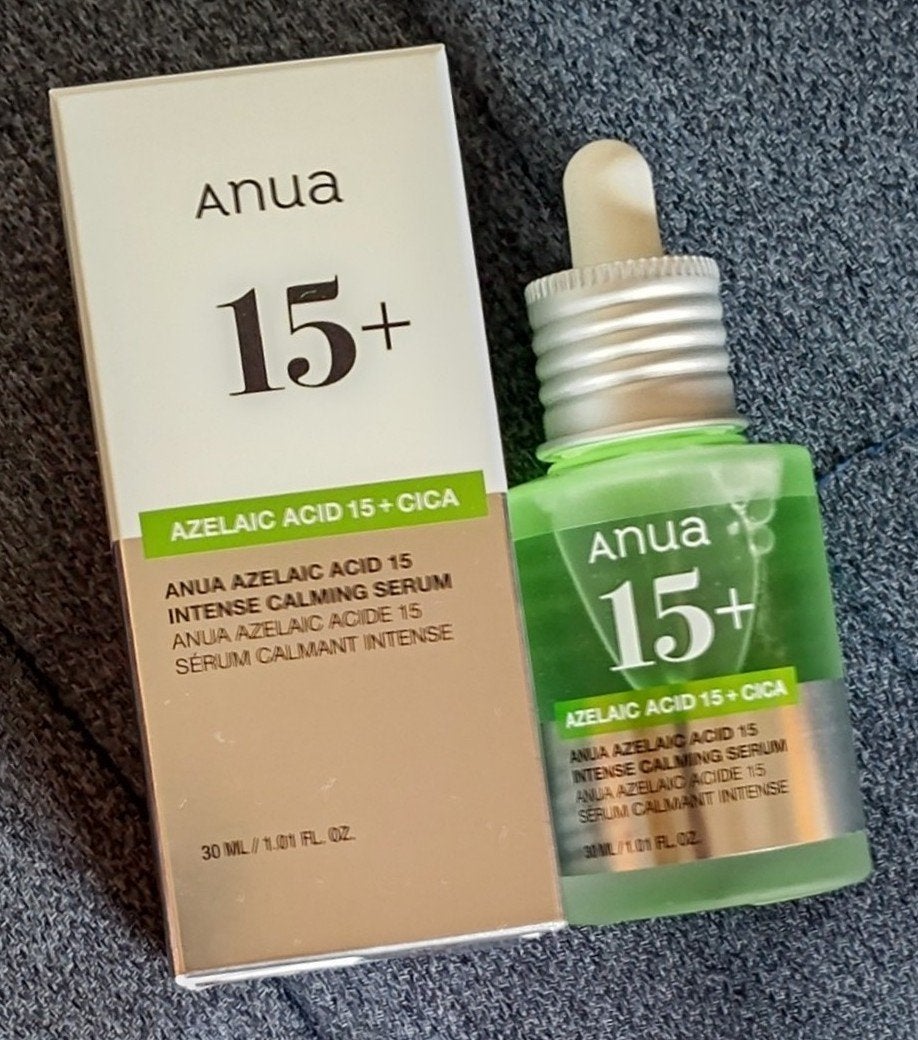 Anua
15+
AZELAIC ACID 15+CICA
ANUA AZELAIC ACID 15
INTENSE CALMING SERUM
ANUA AZELAIC ACIDE 15
SÉRUM CALMANT INTENSE
30 ML // 1.01 FL. OZ.
Anua
15+
AZELAIC ACID 15+CICA
ANUA AZELAIC ACID 15
INTENSE CALMING SERUM
ANUA AZELAIC ACIDE 15
SÉRUM CALMANT INTENSE
30 ML / 1.01 FL. OZ.